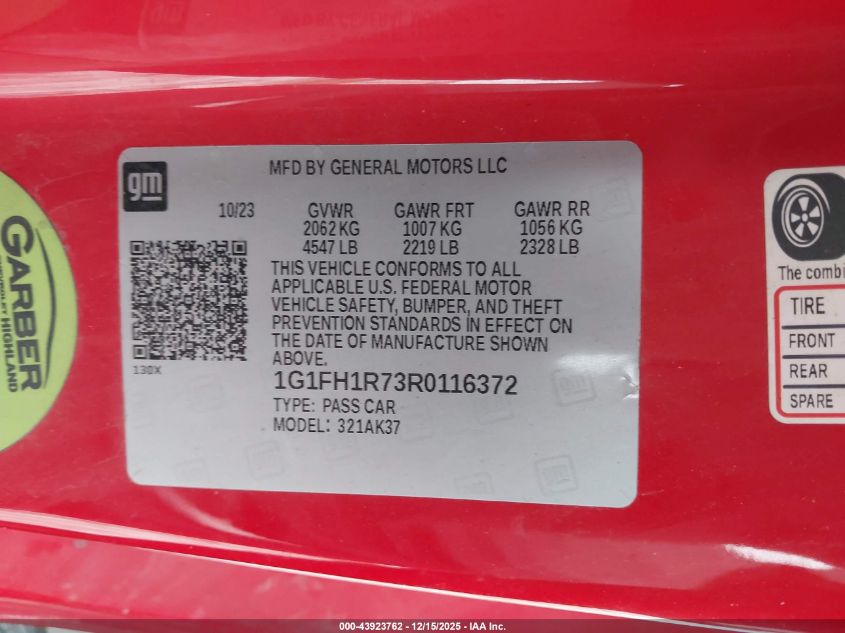 gm
MFD BY GENERAL MOTORS LLC
10/23 GVWR GAWR FRT GAWR RR
2062 KG 1007 KG 1056 KG
4547 LB 2219 LB 2328 LB
THIS VEHICLE CONFORMS TO ALL
APPLICABLE U.S. FEDERAL MOTOR
VEHICLE SAFETY, BUMPER, AND THEFT
PREVENTION STANDARDS IN EFFECT ON
THE DATE OF MANUFACTURE SHOWN
ABOVE.
130X
1G1FH1R73R0116372
TYPE: PASS CAR
MODEL: 321AK37
GARBER
CHEVROLET HIGHLAND
The combi
TIRE
FRONT
REAR
SPARE
000-43923762 - 12/15/2025 - IAA Inc.